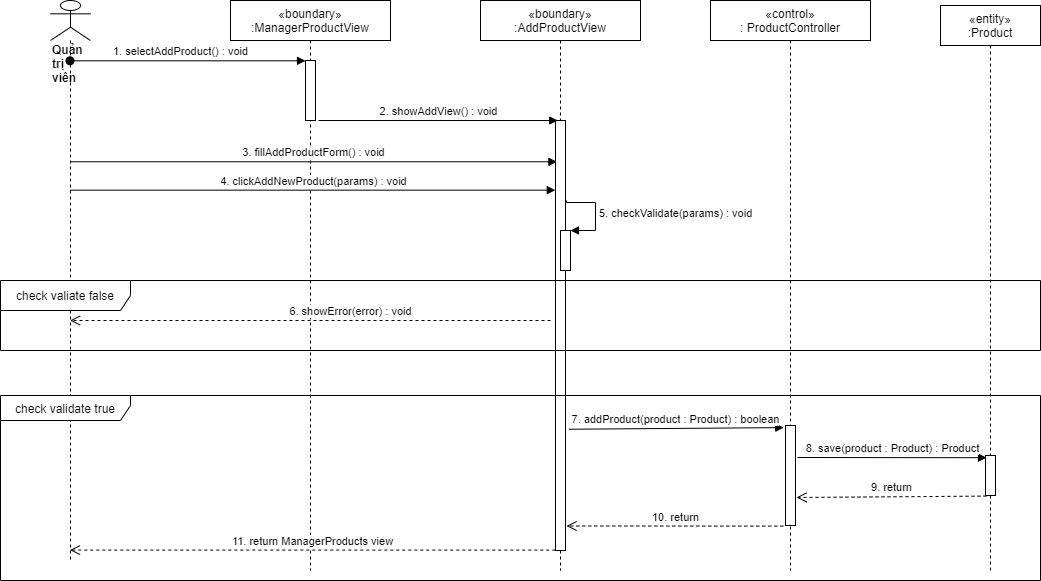 «boundary»
:ManagerProductView
«boundary»
:AddProductView
«control»
: ProductController
«entity»
:Product
Quản
trị
viên
1. selectAddProduct() : void
2. showAddView() : void
3. fillAddProductForm() : void
4. clickAddNewProduct(params) : void
5. checkValidate(params) : void
check valiate false
6. showError(error) : void
check validate true
7. addProduct(product : Product) : boolean
8. save(product : Product) : Product
9. return
10. return
11. return ManagerProducts view